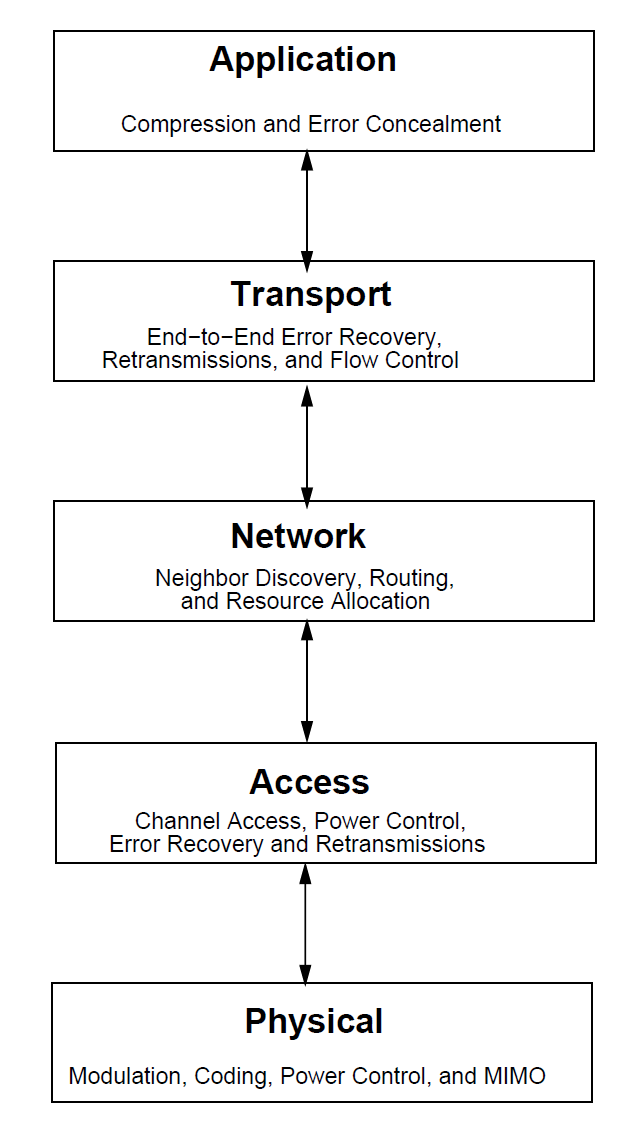 Application
Compression and Error Concealment
Transport
End−to−End Error Recovery,
Retransmissions, and Flow Control
Network
Neighbor Discovery, Routing,
and Resource Allocation
Access
Channel Access, Power Control,
Error Recovery and Retransmissions
Physical
Modulation, Coding, Power Control, and MIMO